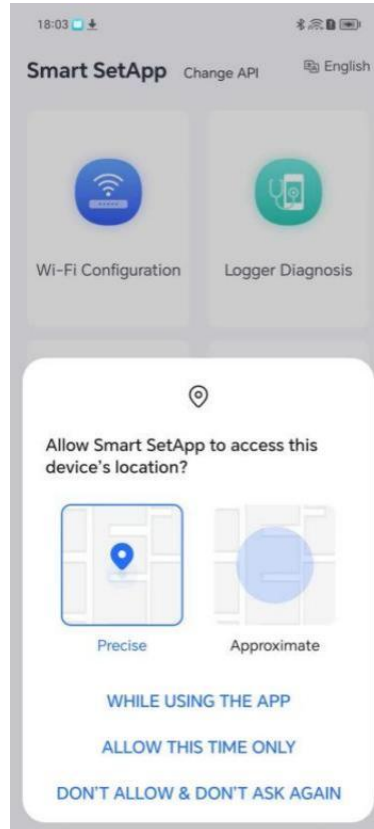 18:03
Smart SetApp Change API English
Wi-Fi Configuration Logger Diagnosis
Allow Smart SetApp to access this
device's location?
Precise Approximate
WHILE USING THE APP
ALLOW THIS TIME ONLY
DON'T ALLOW & DON'T ASK AGAIN